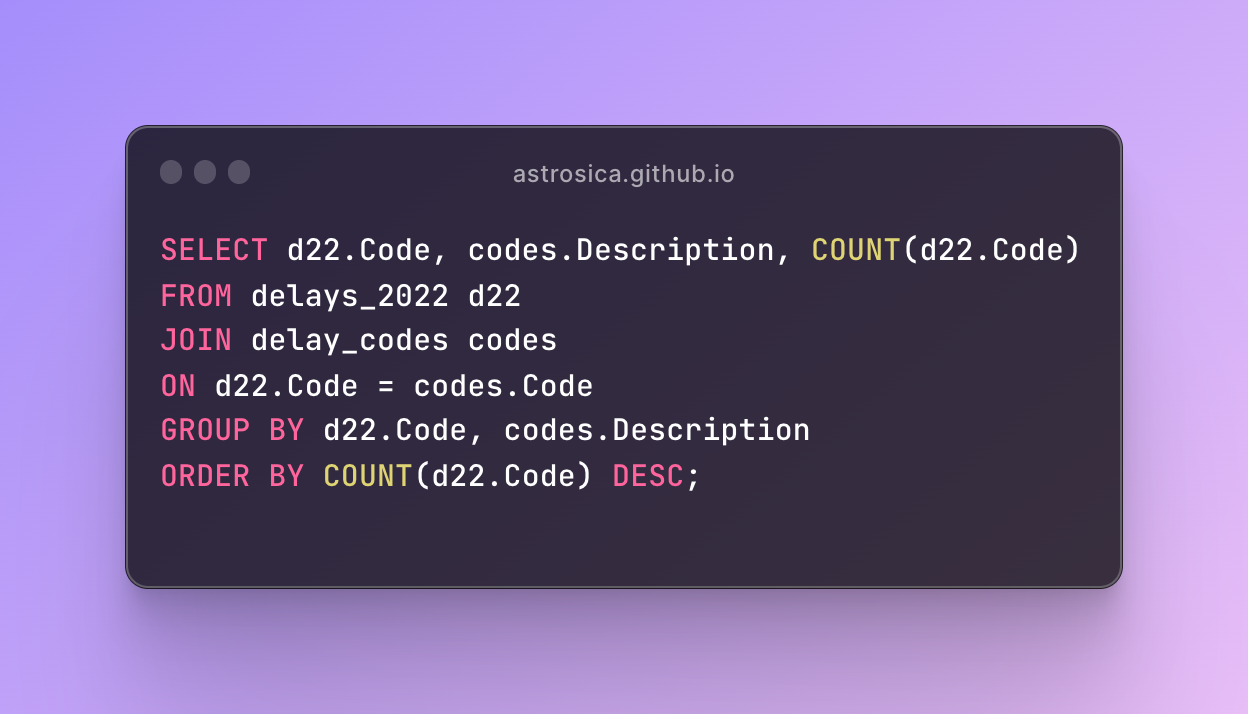 astrosica.github.io
SELECT d22.Code, codes.Description, COUNT(d22.Code)
FROM delays_2022 d22
JOIN delay_codes codes
ON d22.Code = codes.Code
GROUP BY d22.Code, codes.Description
ORDER BY COUNT(d22.Code) DESC;